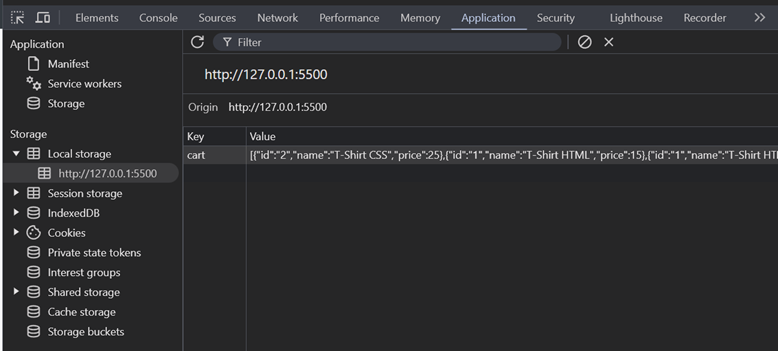 Elements Console Sources Network Performance Memory Application Security Lighthouse Recorder
Application
Manifest
Service workers
Storage
Storage
Local storage
http://127.0.0.1:5500
Session storage
IndexedDB
Cookies
Private state tokens
Interest groups
Shared storage
Cache storage
Storage buckets
Filter
http://127.0.0.1:5500
Origin http://127.0.0.1:5500
Key Value
cart [{"id":"2","name":"T-Shirt CSS","price":25},{"id":"1","name":"T-Shirt HTML","price":15},{"id":"1","name":"T-Shirt HT